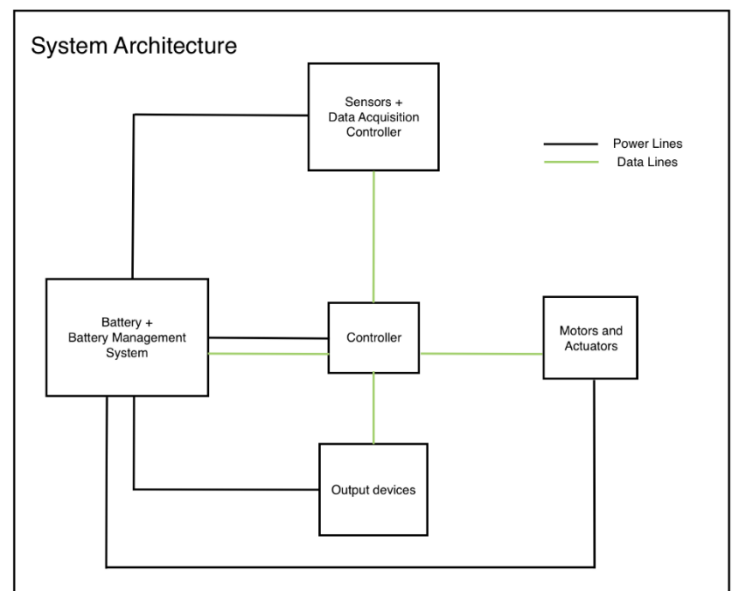 System Architecture
Sensors +
Data Acquisition
Controller
Power Lines
Data Lines
Battery +
Battery Management
System
Controller
Motors and
Actuators
Output devices